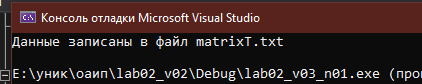 Консоль отладки Microsoft Visual Studio
Данные записаны в файл matrixT.txt
E:\уник\оаип\lab02_v02\Debug\lab02_v03_n01.exe (про